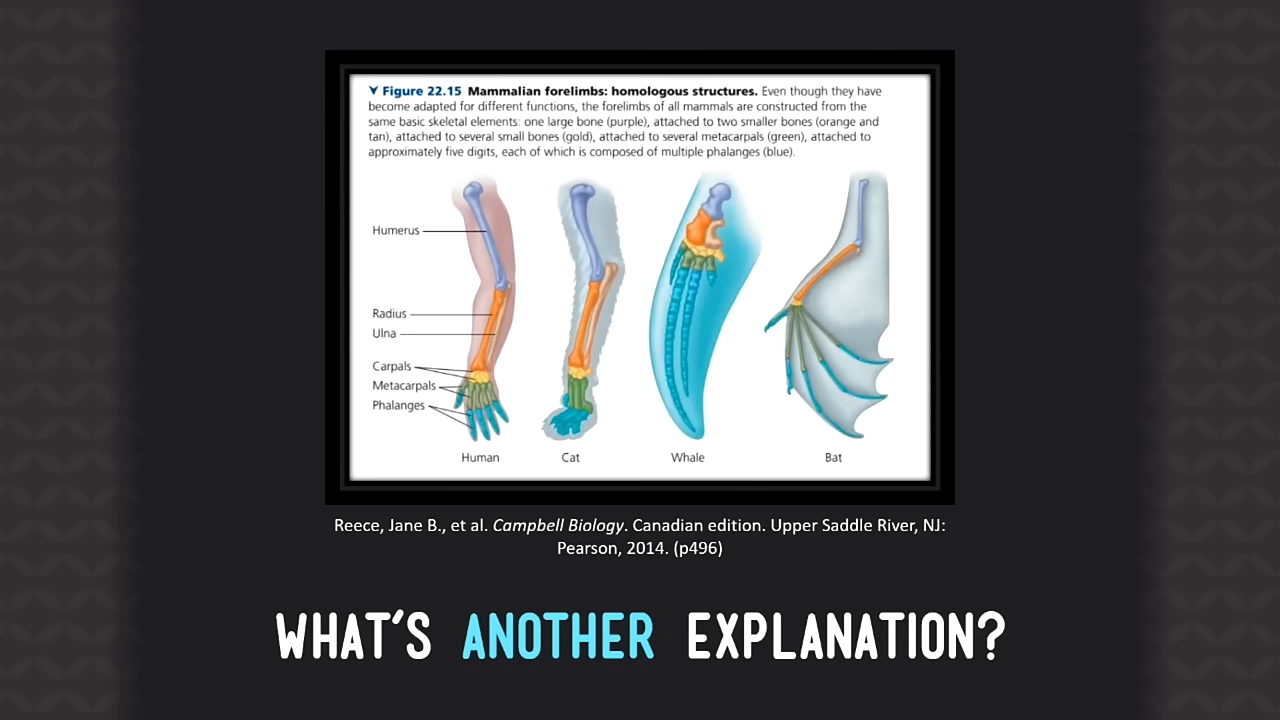 ▼ Figure 22.15 Mammalian forelimbs: homologous structures. Even though they have
become adapted for different functions, the forelimbs of all mammals are constructed from the
same basic skeletal elements: one large bone (purple), attached to two smaller bones (orange and
tan), attached to several small bones (gold), attached to several metacarpals (green), attached to
approximately five digits, each of which is composed of multiple phalanges (blue).
Humerus
Radius
Ulna
Carpals
Metacarpals
Phalanges
Human Cat Whale Bat
Reece, Jane B., et al. Campbell Biology. Canadian edition. Upper Saddle River, NJ:
Pearson, 2014. (p496)
WHAT'S ANOTHER EXPLANATION?